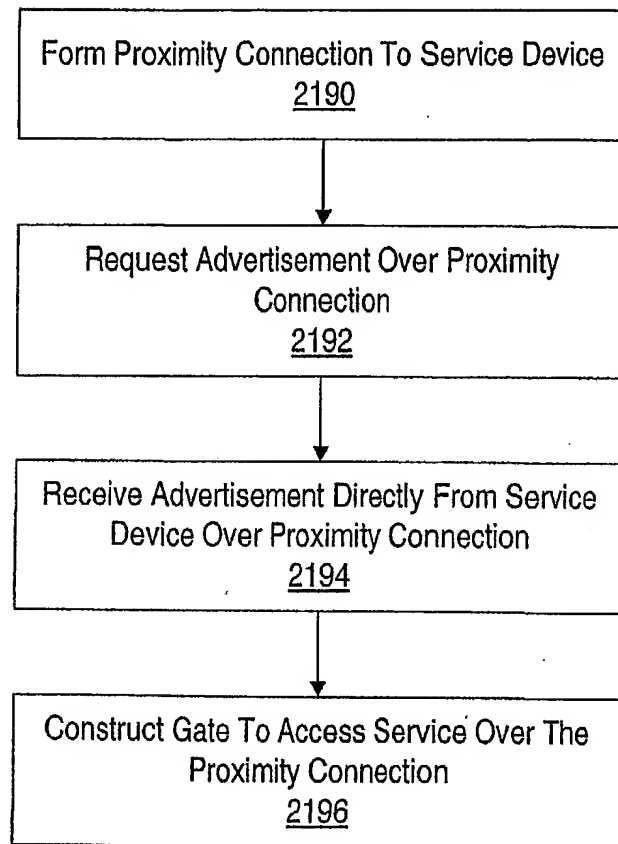 Form Proximity Connection To Service Device
2190
Request Advertisement Over Proximity
Connection
2192
Receive Advertisement Directly From Service
Device Over Proximity Connection
2194
Construct Gate To Access Service Over The
Proximity Connection
2196